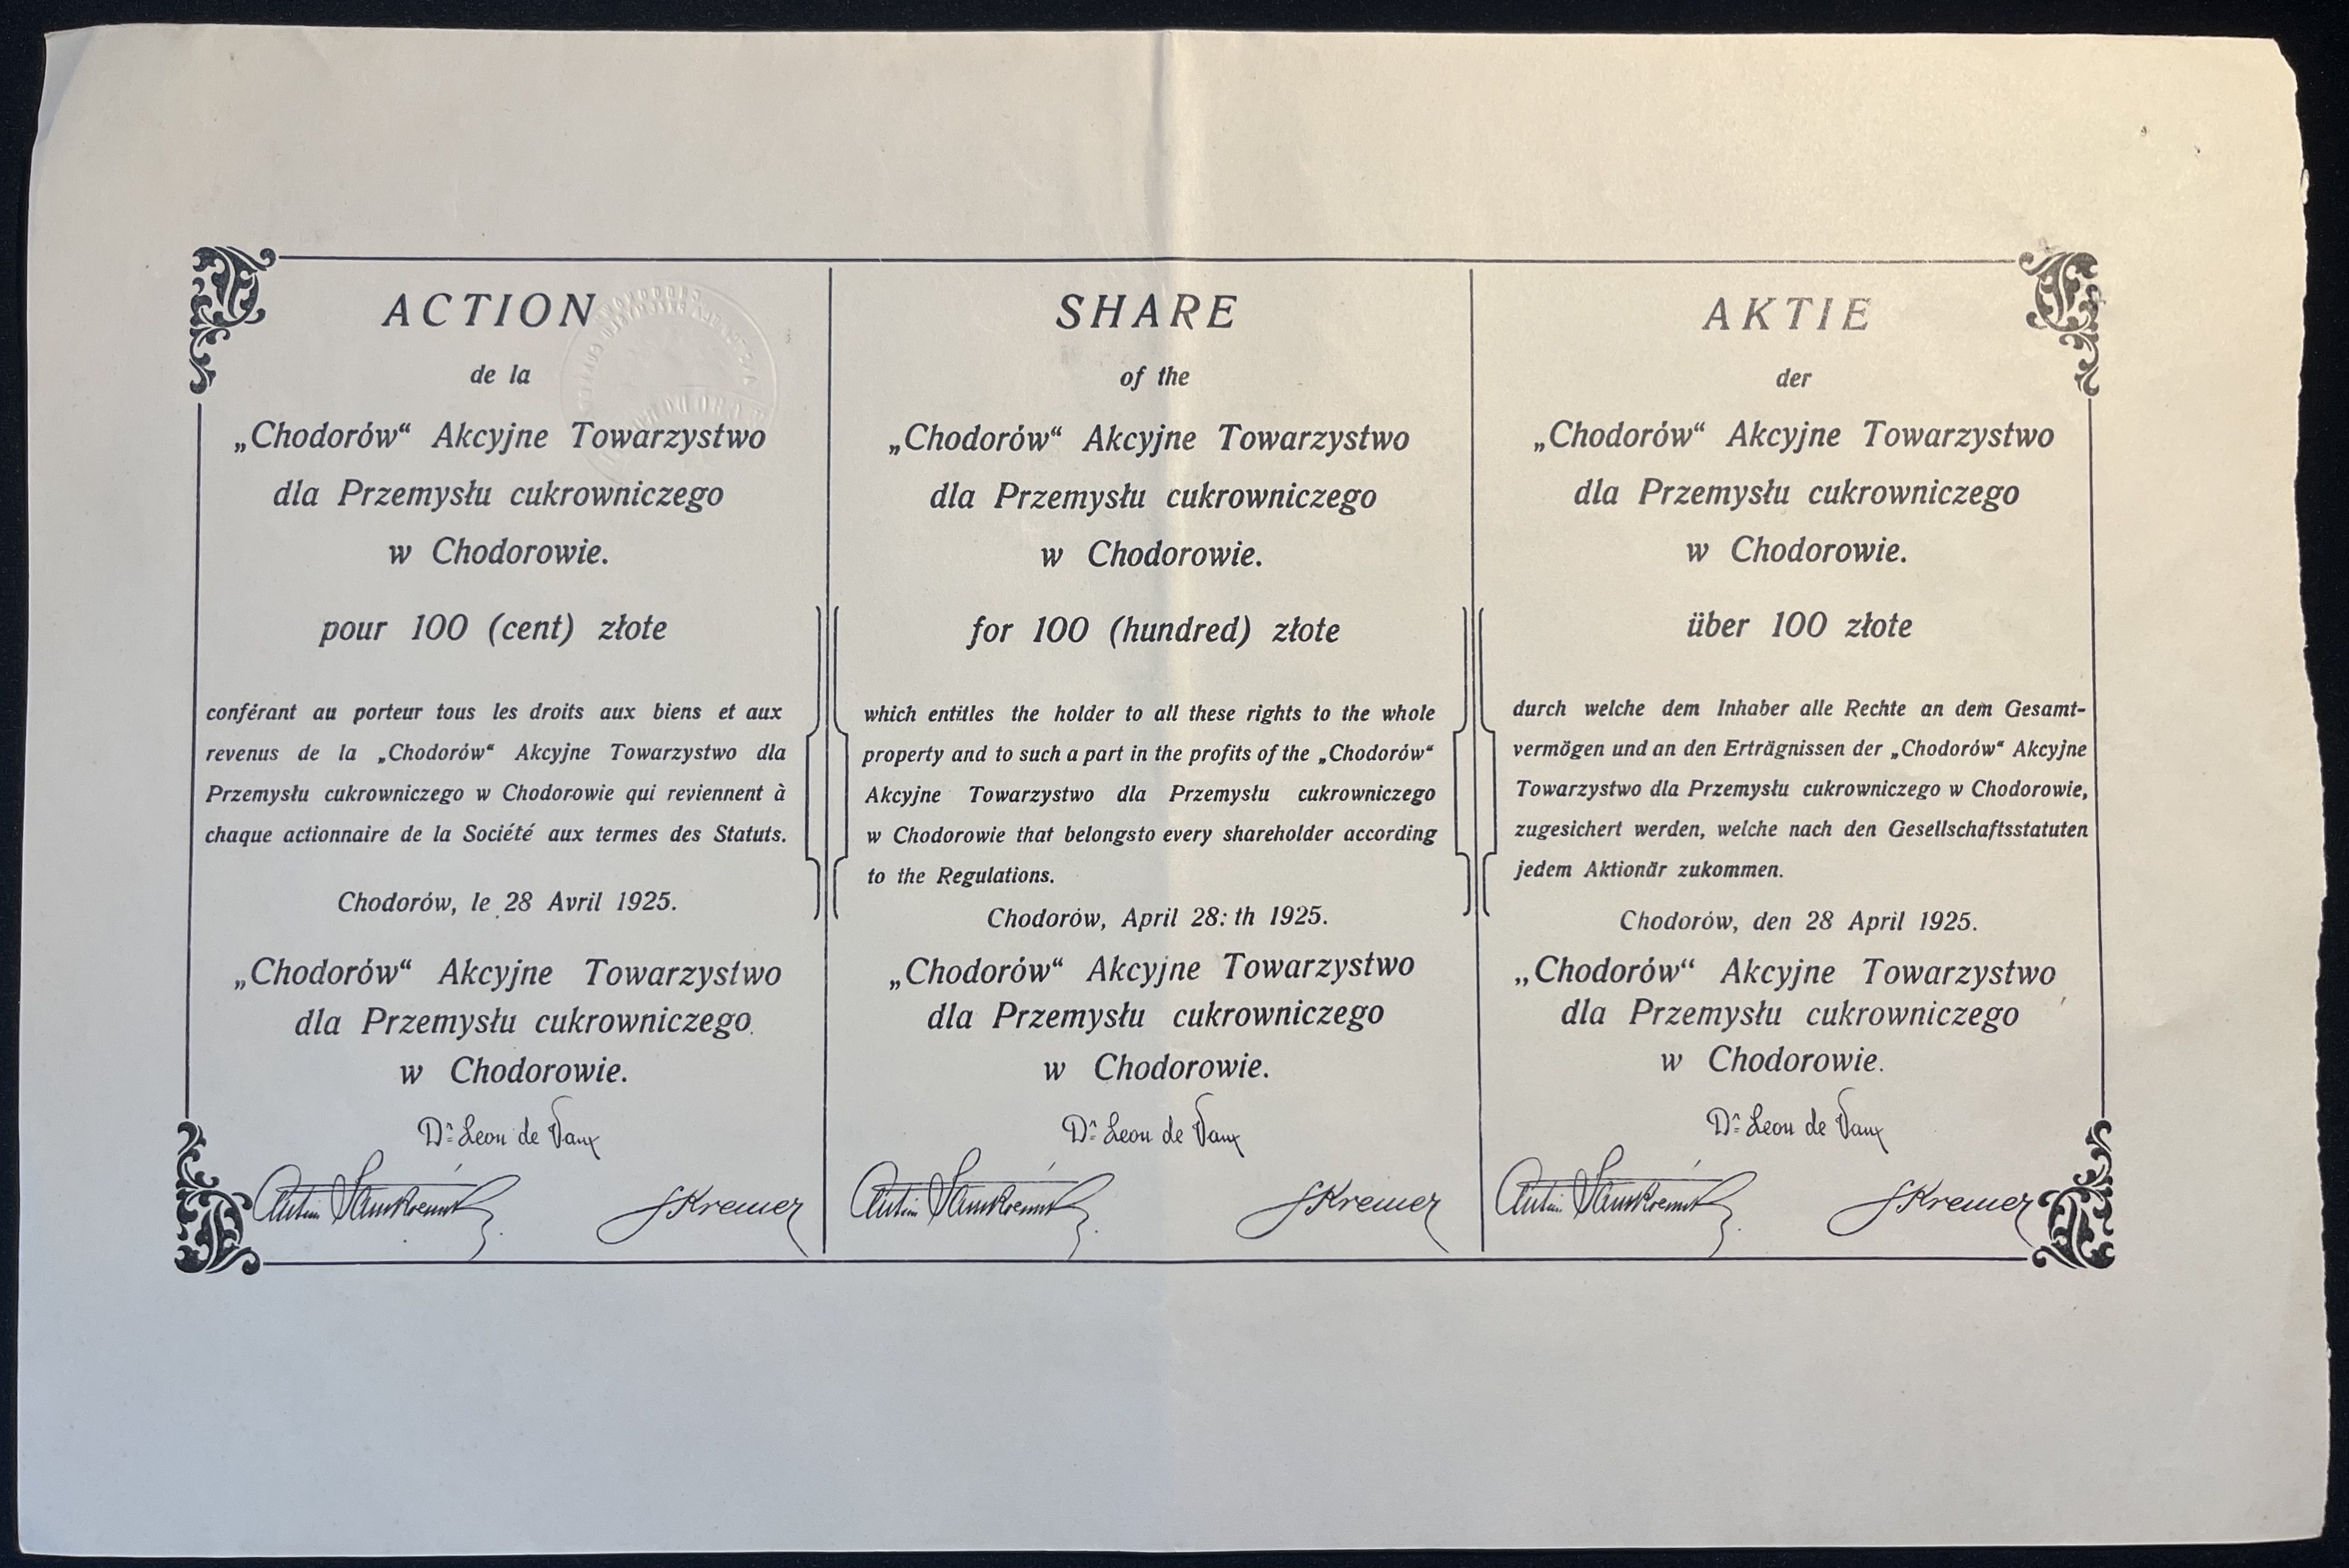 ACTION
de la
„Chodorów“ Akcyjne Towarzystwo
dla Przemysłu cukrowniczego
w Chodorowie.
pour 100 (cent) złote
conférant au porteur tous les droits aux biens et aux
revenus de la „Chodorów“ Akcyjne Towarzystwo dla
Przemysłu cukrowniczego w Chodorowie qui reviennent à
chaque actionnaire de la Société aux termes des Statuts.
Chodorów, le 28 Avril 1925.
„Chodorów“ Akcyjne Towarzystwo
dla Przemysłu cukrowniczego.
w Chodorowie.
Dr Leon de Vaux
Kremer
SHARE
of the
„Chodorów“ Akcyjne Towarzystwo
dla Przemysłu cukrowniczego
w Chodorowie.
for 100 (hundred) złote
which entitles the holder to all these rights to the whole
property and to such a part in the profits of the „Chodorów“
Akcyjne Towarzystwo dla Przemysłu cukrowniczego
w Chodorowie that belongsto every shareholder according
to the Regulations.
Chodorów, April 28: th 1925.
„Chodorów“ Akcyjne Towarzystwo
dla Przemysłu cukrowniczego
w Chodorowie.
Dr Leon de Vaux
Kremer
AKTIE
der
„Chodorów“ Akcyjne Towarzystwo
dla Przemysłu cukrowniczego
w Chodorowie.
über 100 złote
durch welche dem Inhaber alle Rechte an dem Gesamt-
vermögen und an den Erträgnissen der „Chodorów“ Akcyjne
Towarzystwo dla Przemysłu cukrowniczego w Chodorowie,
zugesichert werden, welche nach den Gesellschaftsstatuten
jedem Aktionär zukommen.
Chodorów, den 28 April 1925.
„Chodorów“ Akcyjne Towarzystwo
dla Przemysłu cukrowniczego
w Chodorowie.
Dr Leon de Vaux
Kremer